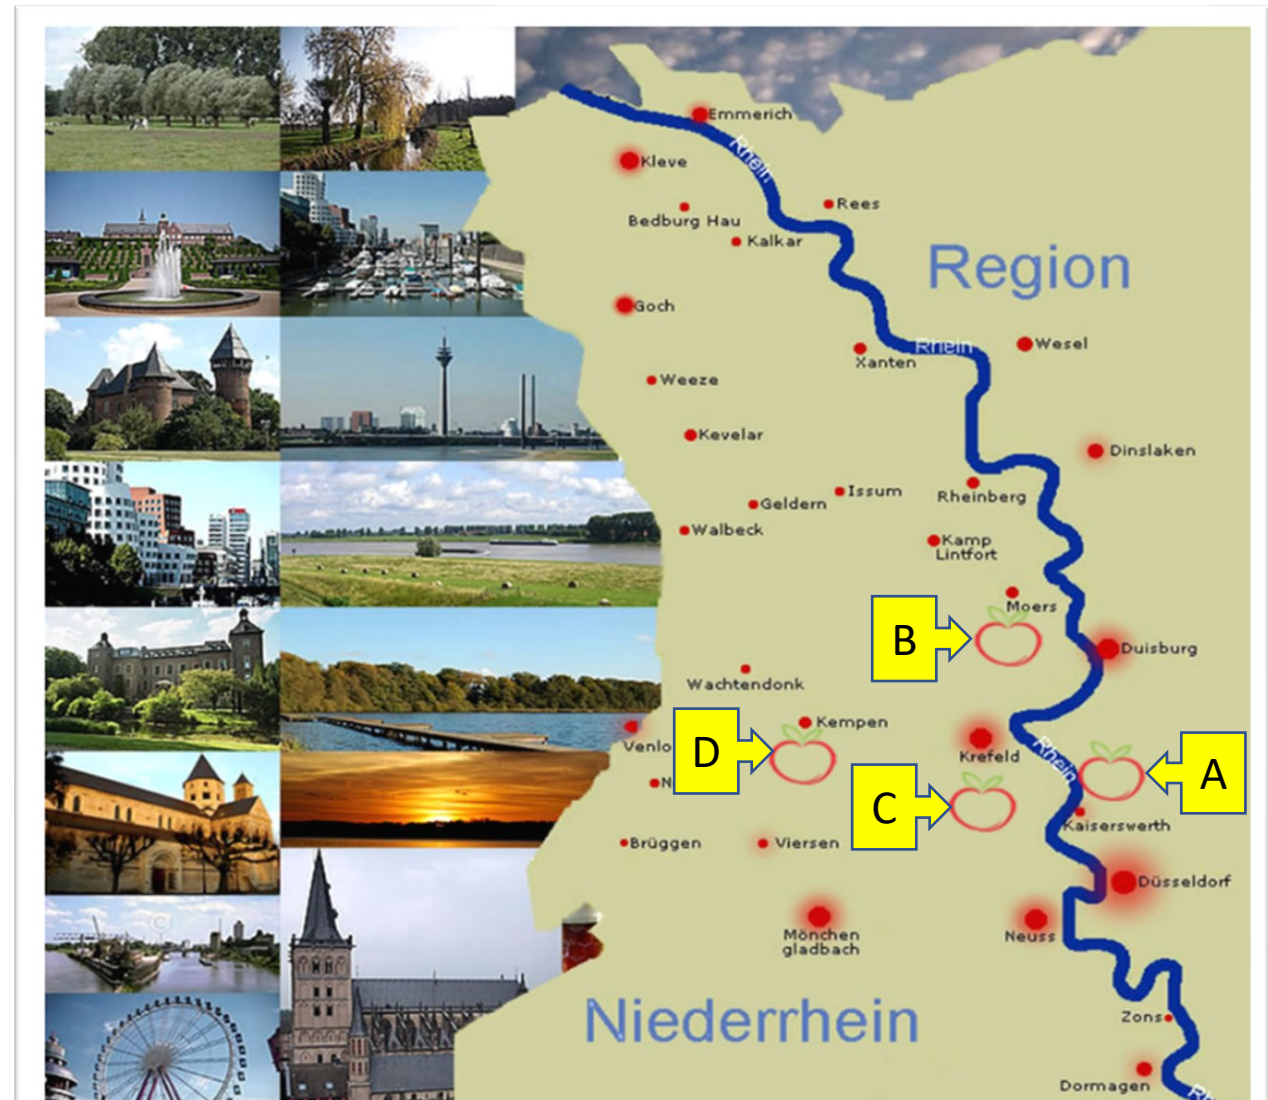 Emmerich
Rhein
Kleve
Rees
Bedburg Hau
Kalkar
Region
Goch
Rhein
Wesel
Xanten
Weeze
Kevelar
Dinslaken
Issum
Rheinberg
Geldern
Walbeck
Kamp
Lintfort
Moers
B
Duisburg
Wachtendonk
Kempen
Venlo
D
Krefeld
Rhein
A
N
C
Kaiserswerth
Brüggen
Viersen
Düsseldorf
Mönchen
gladbach
Neuss
Niederrhein
Zons
Dormagen
Rh